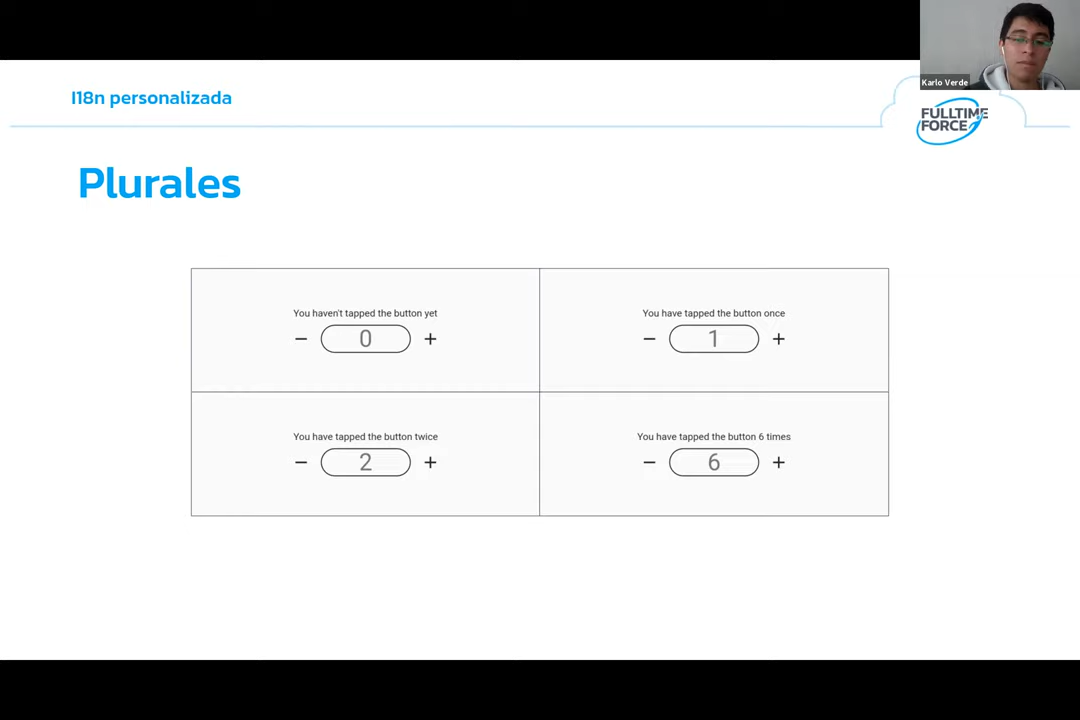 Karlo Verde
I18n personalizada
FULLTIME
FORCE
Plurales
You haven't tapped the button yet
− 0 +
You have tapped the button once
− 1 +
You have tapped the button twice
− 2 +
You have tapped the button 6 times
− 6 +